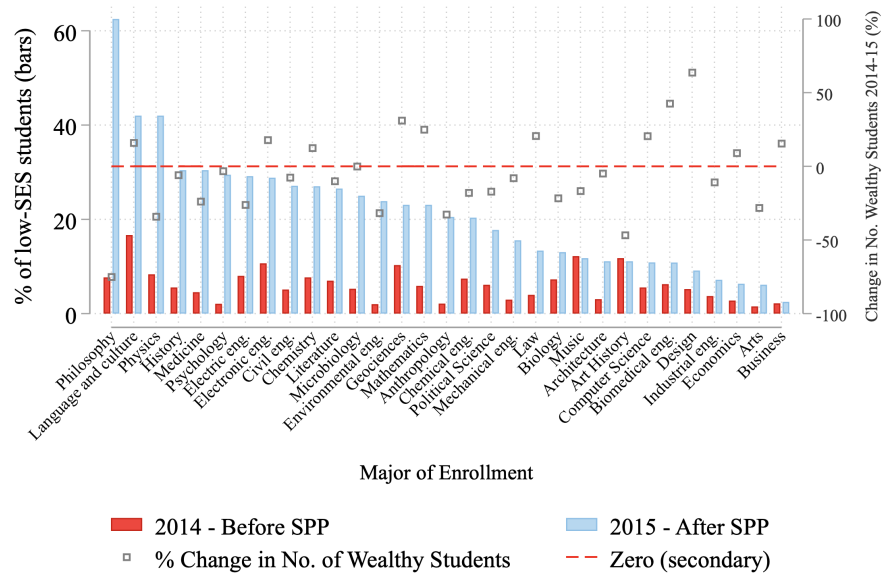 % of low-SES students (bars)
60
40
20
0
Change in No. Wealthy Students 2014-15 (%)
100
50
0
-50
-100
Philosophy
Language and culture
Physics
History
Medicine
Psychology
Electric eng.
Electronic eng.
Civil eng.
Chemistry
Literature
Microbiology
Environmental eng.
Geociences
Mathematics
Anthropology
Chemical eng.
Political Science
Mechanical eng.
Law
Biology
Music
Architecture
Art History
Computer Science
Biomedical eng.
Design
Industrial eng.
Economics
Arts
Business
Major of Enrollment
2014 - Before SPP
2015 - After SPP
% Change in No. of Wealthy Students
Zero (secondary)